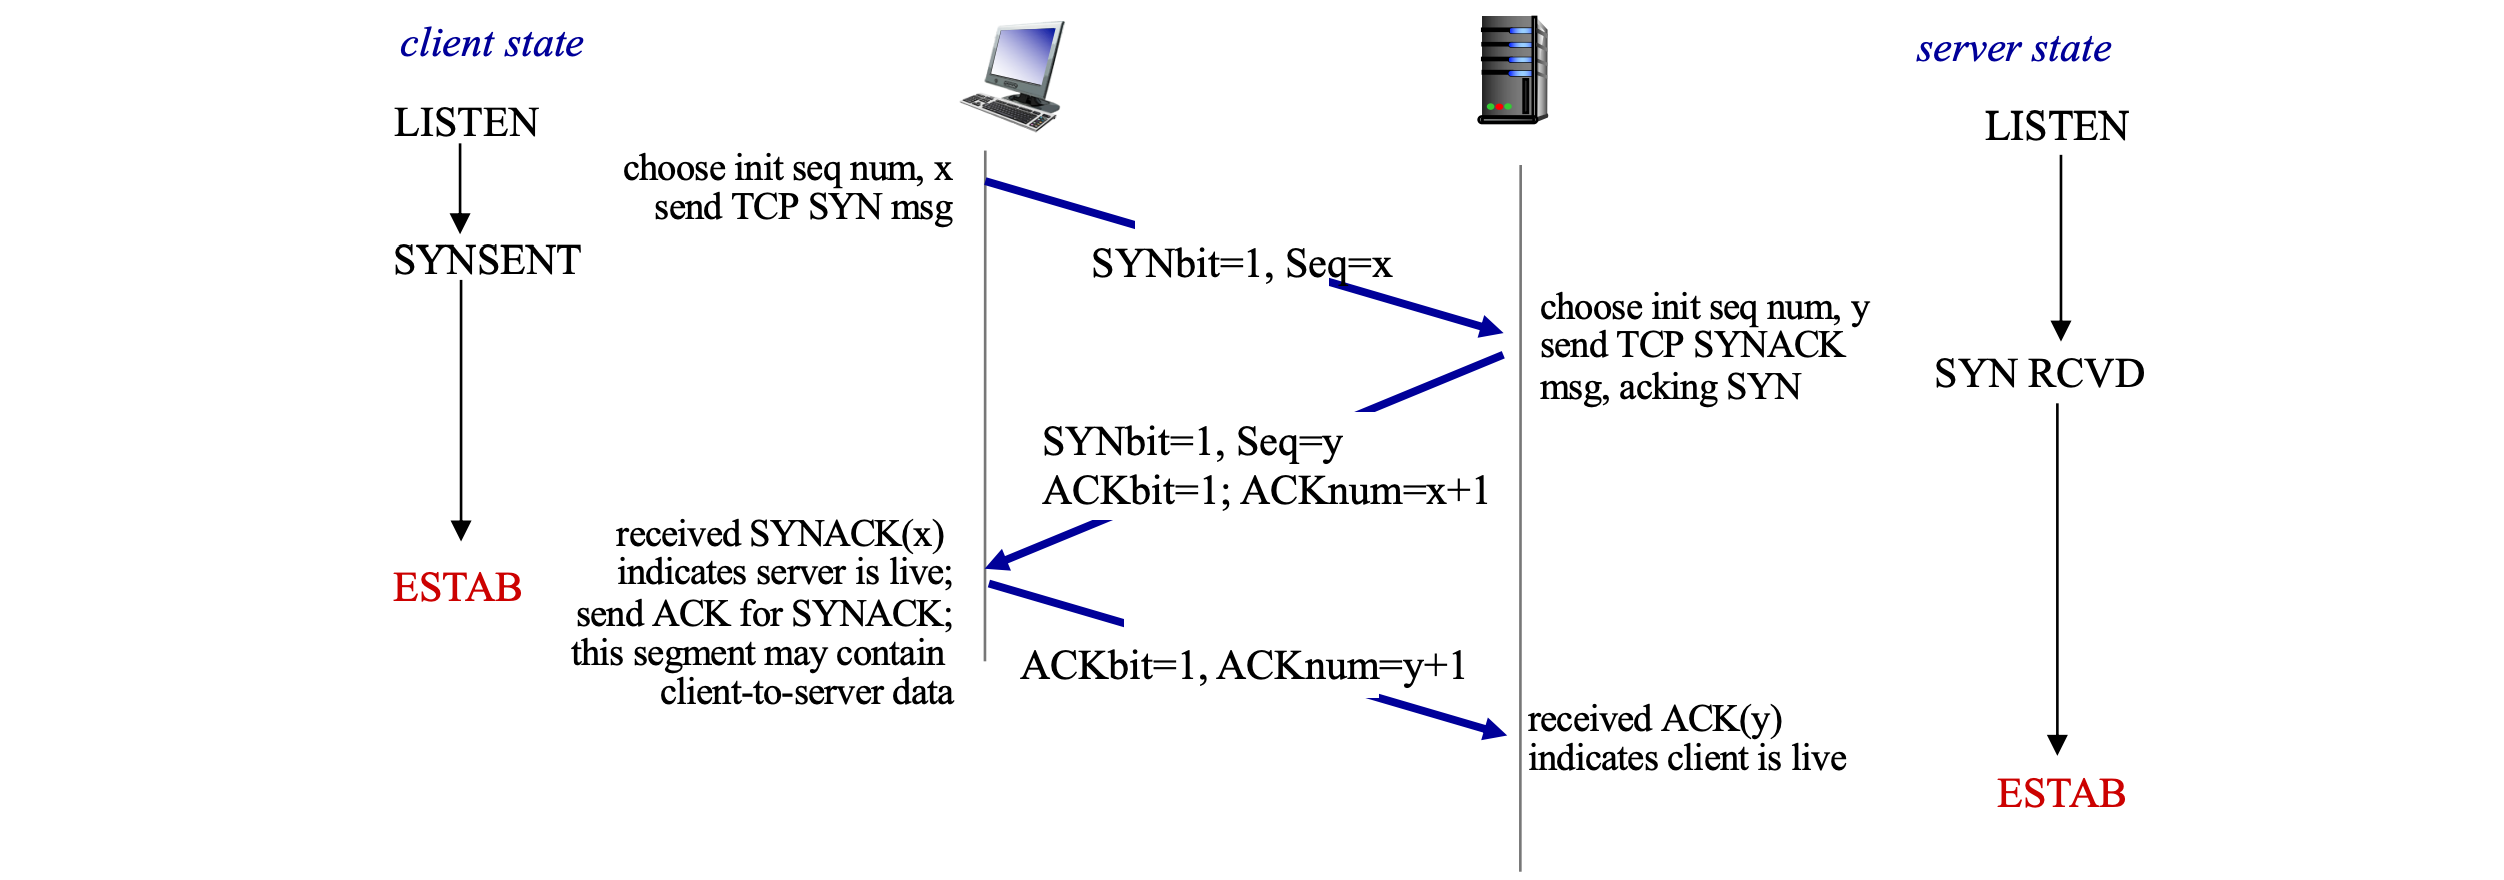 client state
server state
LISTEN
LISTEN
choose init seq num, x
send TCP SYN msg
SYNSENT
SYNbit=1, Seq=x
choose init seq num, y
send TCP SYNACK
msg, acking SYN
SYN RCVD
SYNbit=1, Seq=y
ACKbit=1; ACKnum=x+1
received SYNACK(x)
indicates server is live;
send ACK for SYNACK;
this segment may contain
client-to-server data
ESTAB
ACKbit=1, ACKnum=y+1
received ACK(y)
indicates client is live
ESTAB